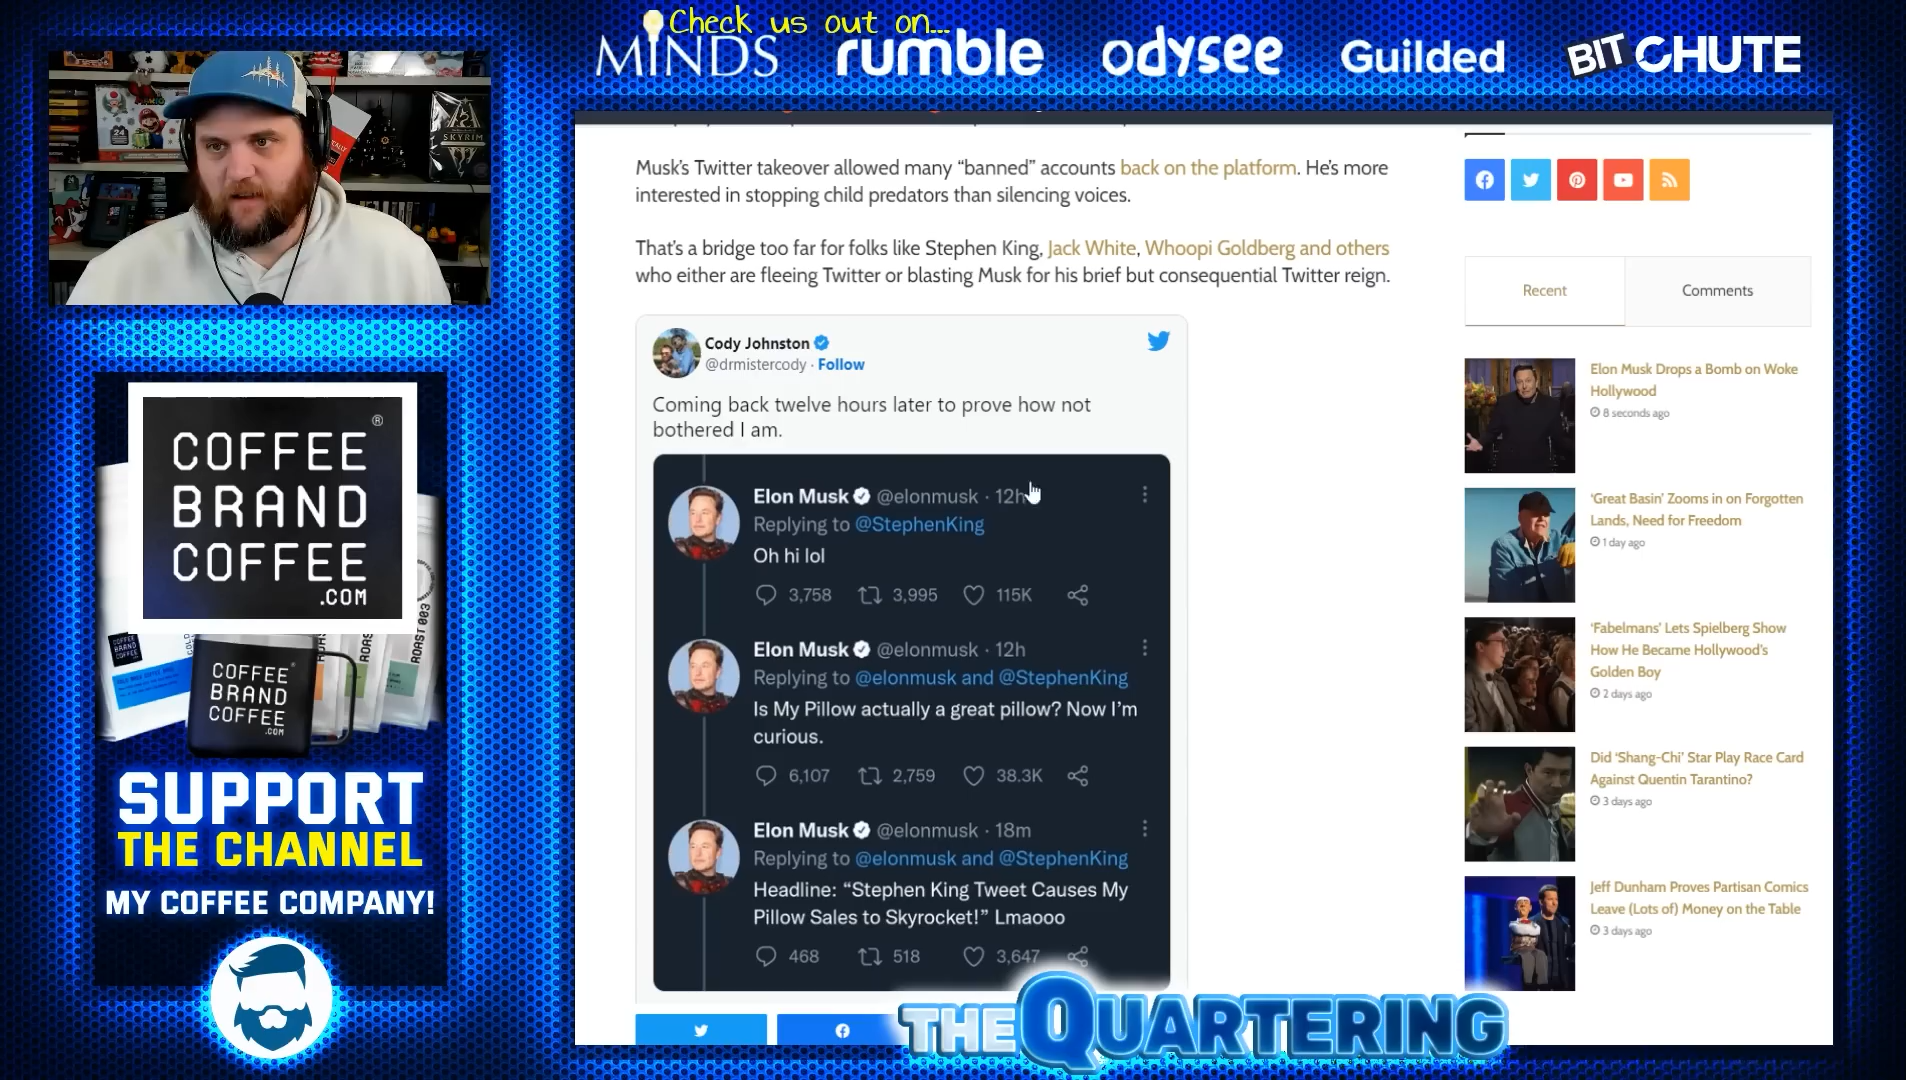 Check us out on...
MINDS
rumble
odysee
Guilded
BITCHUTE
SKYRIM
Musk's Twitter takeover allowed many “banned” accounts back on the platform. He's more
interested in stopping child predators than silencing voices.
That's a bridge too far for folks like Stephen King, Jack White, Whoopi Goldberg and others
who either are fleeing Twitter or blasting Musk for his brief but consequential Twitter reign.
Cody Johnston
@drmistercody · Follow
Coming back twelve hours later to prove how not
bothered I am.
Elon Musk @elonmusk · 12h
Replying to @StephenKing
Oh hi lol
3,758 3,995 115K
Elon Musk @elonmusk · 12h
Replying to @elonmusk and @StephenKing
Is My Pillow actually a great pillow? Now I'm
curious.
6,107 2,759 38.3K
Elon Musk @elonmusk · 18m
Replying to @elonmusk and @StephenKing
Headline: “Stephen King Tweet Causes My
Pillow Sales to Skyrocket!” Lmaooo
468 518 3,647
Recent
Comments
Elon Musk Drops a Bomb on Woke
Hollywood
8 seconds ago
‘Great Basin’ Zooms in on Forgotten
Lands, Need for Freedom
1 day ago
‘Fabelmans’ Lets Spielberg Show
How He Became Hollywood's
Golden Boy
2 days ago
Did ‘Shang-Chi’ Star Play Race Card
Against Quentin Tarantino?
3 days ago
Jeff Dunham Proves Partisan Comics
Leave (Lots of) Money on the Table
3 days ago
COFFEE®
BRAND
COFFEE
.COM
COFFEE®
BRAND
COFFEE
.COM
ROAST 003
SUPPORT
THE CHANNEL
MY COFFEE COMPANY!
THE QUARTERING